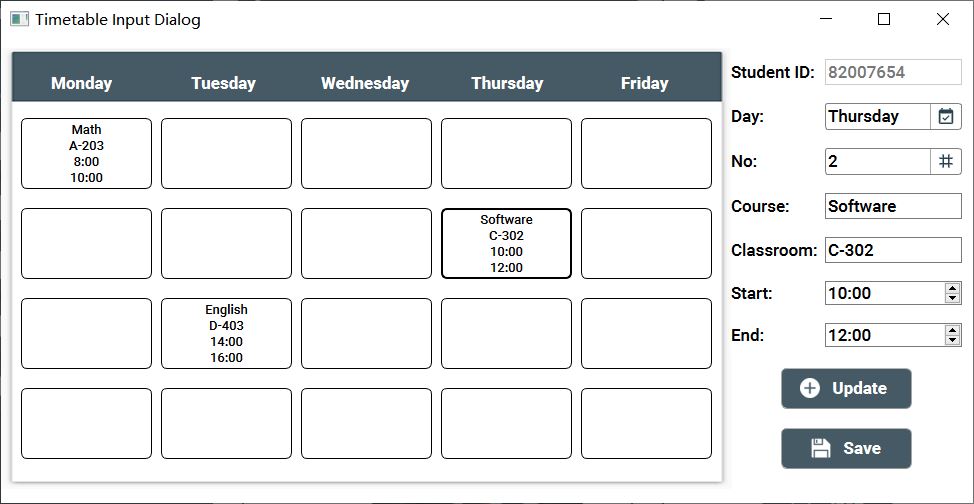 Timetable Input Dialog
Monday
Tuesday
Wednesday
Thursday
Friday
Math
A-203
8:00
10:00
Software
C-302
10:00
12:00
English
D-403
14:00
16:00
Student ID: 82007654
Day: Thursday
No: 2
Course: Software
Classroom: C-302
Start: 10:00
End: 12:00
Update
Save